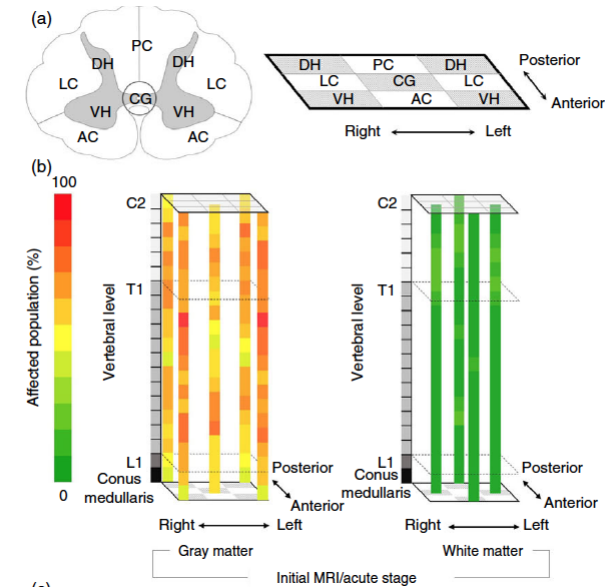 (a)
PC
DH
DH
LC
LC
CG
VH
VH
AC
AC
DH PC DH
LC CG LC
VH AC VH
Posterior
Anterior
Right Left
(b)
100
Affected population (%)
0
C2
T1
Vertebral level
L1
Conus
medullaris
Posterior
Anterior
Right Left
Gray matter
C2
T1
Vertebral level
L1
Conus
medullaris
Posterior
Anterior
Right Left
White matter
Initial MRI/acute stage